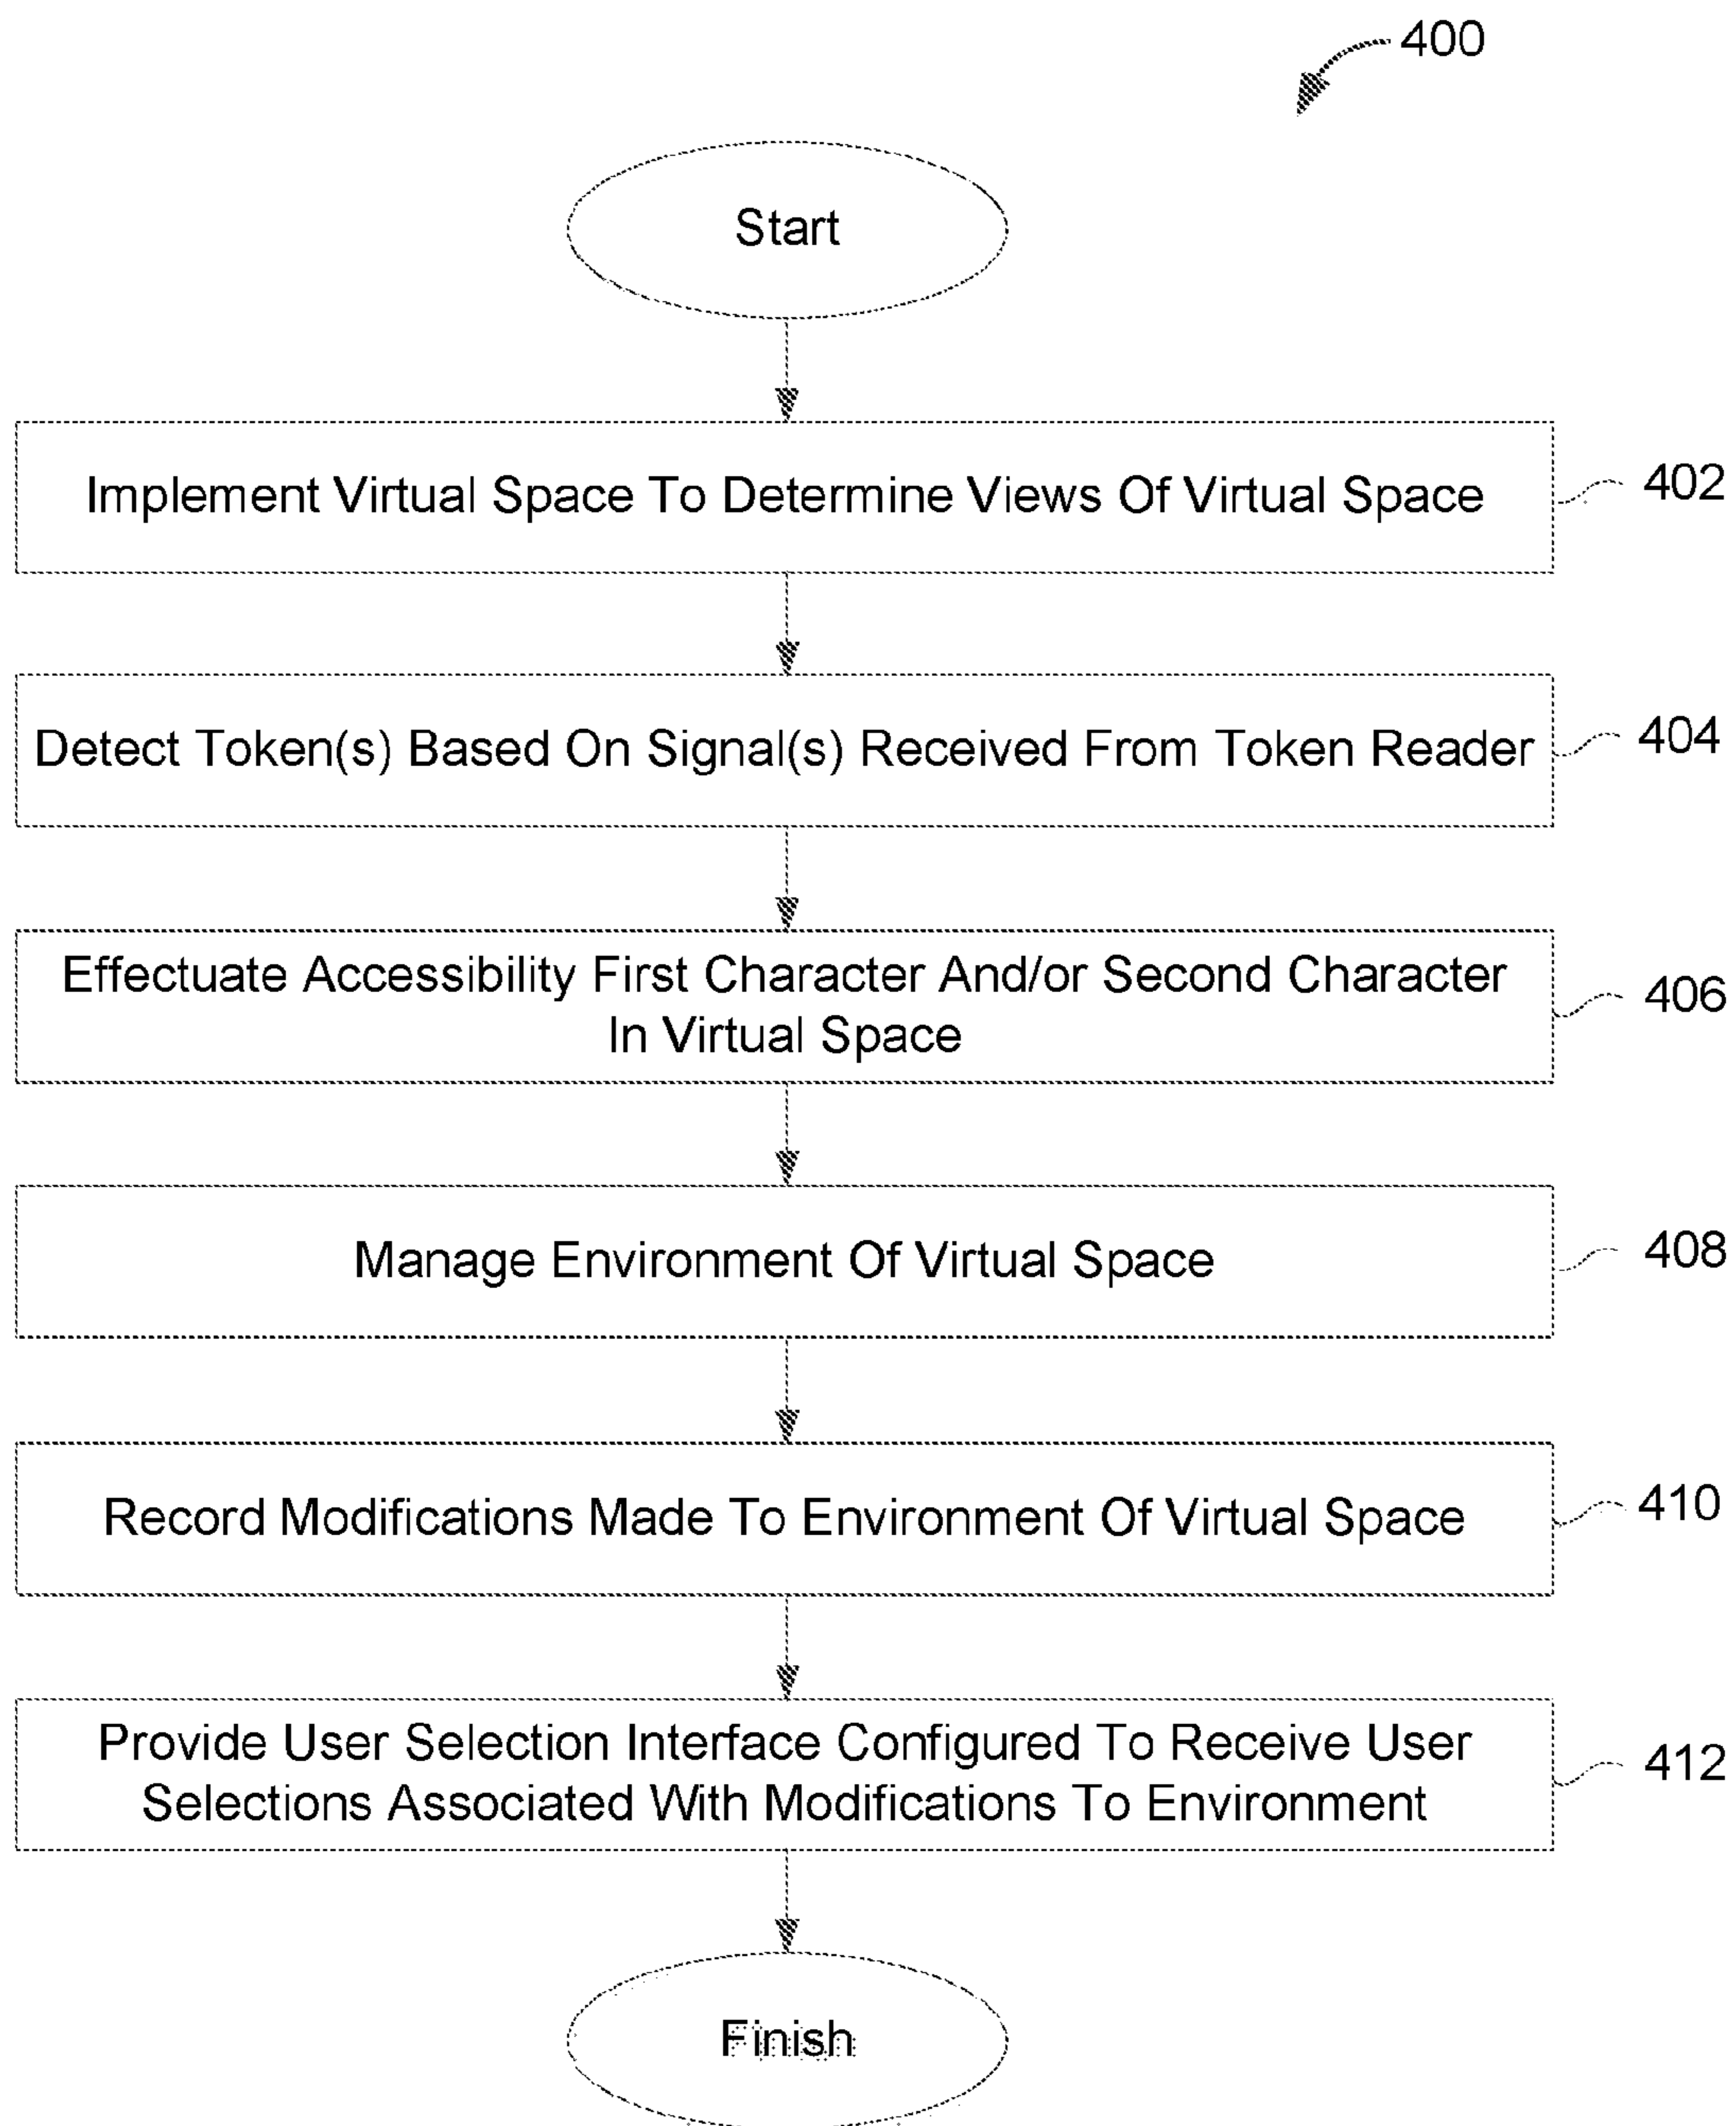 400
Start
Implement Virtual Space To Determine Views Of Virtual Space
402
Detect Token(s) Based On Signal(s) Received From Token Reader
404
Effectuate Accessibility First Character And/or Second Character
In Virtual Space
406
Manage Environment Of Virtual Space
408
Record Modifications Made To Environment Of Virtual Space
410
Provide User Selection Interface Configured To Receive User
Selections Associated With Modifications To Environment
412
Finish